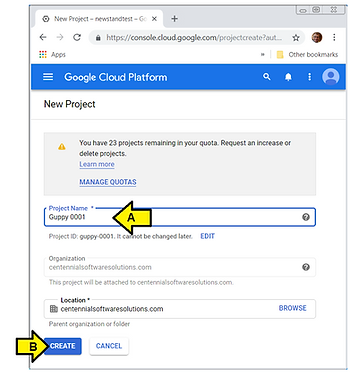 New Project – newstandtest – Go
https://console.cloud.google.com/projectcreate?aut...
Apps
» Other bookmarks
Google Cloud Platform
New Project
You have 23 projects remaining in your quota. Request an increase or
delete projects.
Learn more
MANAGE QUOTAS
Project Name *
Guppy 0001
A
Project ID: guppy-0001. It cannot be changed later. EDIT
Organization
centennialsoftwaresolutions.com
This project will be attached to centennialsoftwaresolutions.com.
Location *
centennialsoftwaresolutions.com BROWSE
Parent organization or folder
B CREATE CANCEL